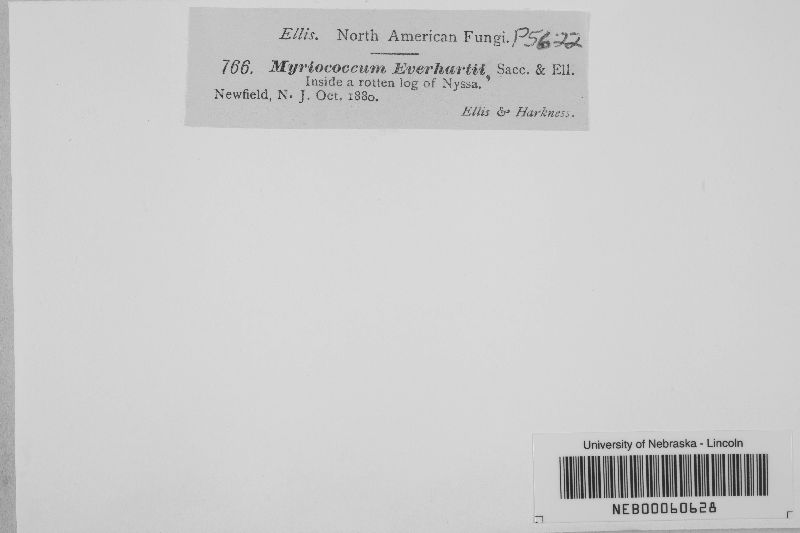 Ellis. North American Fungi. P5622
766. Myriococcum Everhartii, Sacc. & Ell.
Inside a rotten log of Nyssa.
Newfield, N. J. Oct. 1880.
Ellis & Harkness.
University of Nebraska - Lincoln
NEB00060628